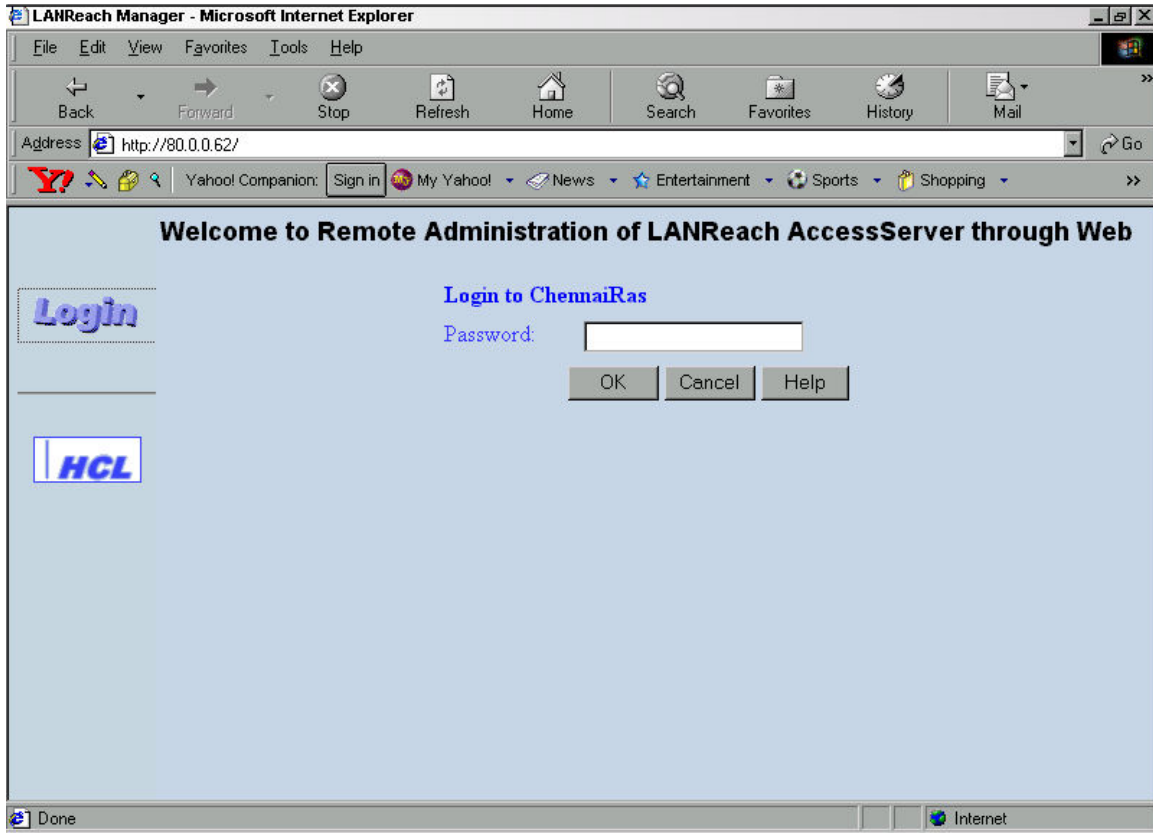 LANReach Manager - Microsoft Internet Explorer
File Edit View Favorites Tools Help
Back Forward Stop Refresh Home Search Favorites History Mail »
Address http://80.0.0.62/ Go
Y! Yahoo! Companion: Sign in My Yahoo! News Entertainment Sports Shopping »
Welcome to Remote Administration of LANReach AccessServer through Web
Login
Login to ChennaiRas
Password:
OK Cancel Help
HCL
Done Internet